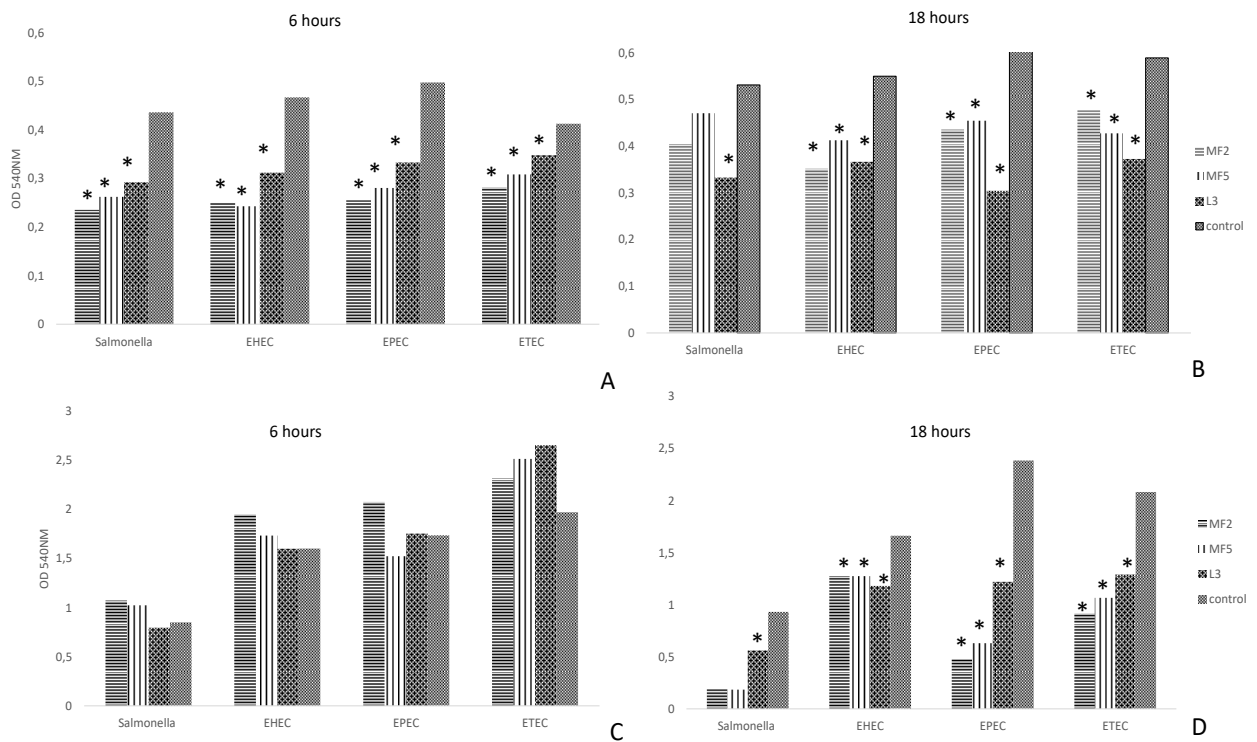 6 hours
0,6
0,5
0,4
0,3
0,2
0,1
0
OD 540NM
* * *
* * *
* * *
* * *
Salmonella EHEC EPEC ETEC
A
18 hours
0,6
0,5
0,4
0,3
0,2
0,1
0
*
* * *
* * *
* * *
Salmonella EHEC EPEC ETEC
MF2
MF5
L3
control
B
6 hours
3
2,5
2
1,5
1
0,5
0
OD 540NM
Salmonella EHEC EPEC ETEC
C
18 hours
3
2,5
2
1,5
1
0,5
0
*
* * *
* * *
* * *
Salmonella EHEC EPEC ETEC
MF2
MF5
L3
control
D